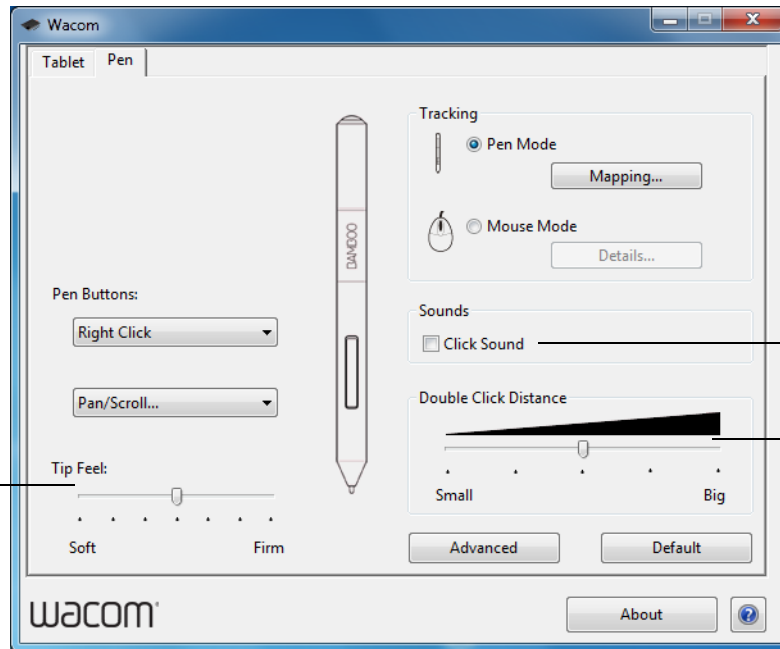 Wacom
Tablet Pen
Tracking
Pen Mode
Mapping...
Mouse Mode
Details...
BAMBOO
Pen Buttons:
Right Click
Pan/Scroll...
Sounds
Click Sound
Double Click Distance
Small Big
Tip Feel:
Soft Firm
Advanced Default
wacom
About ?